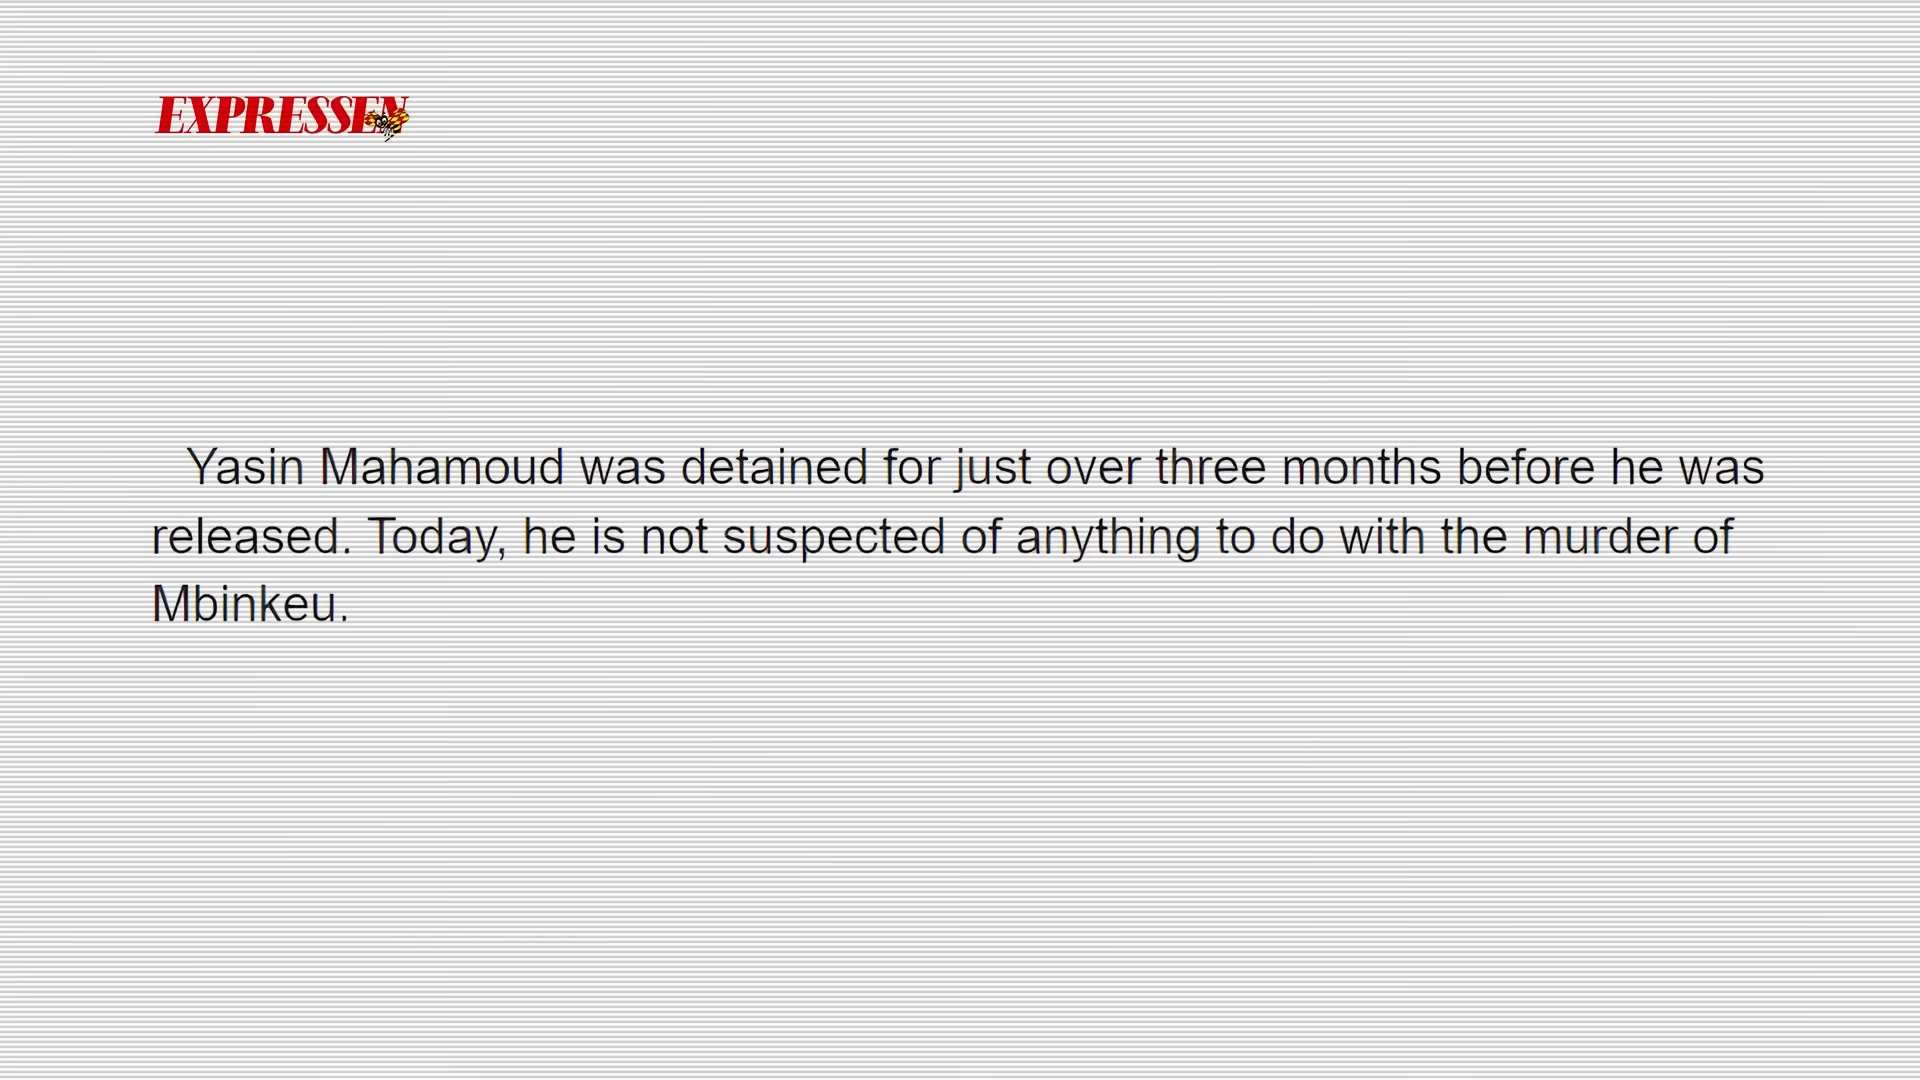 EXPRESSEN
Yasin Mahamoud was detained for just over three months before he was
released. Today, he is not suspected of anything to do with the murder of
Mbinkeu.